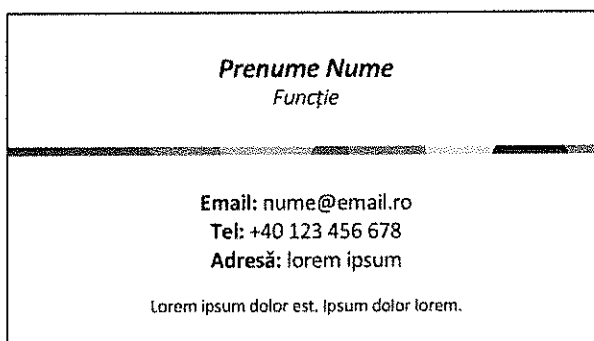 Prenume Nume
Funcție
Email: nume@email.ro
Tel: +40 123 456 678
Adresă: lorem ipsum
Lorem ipsum dolor est. Ipsum dolor lorem.